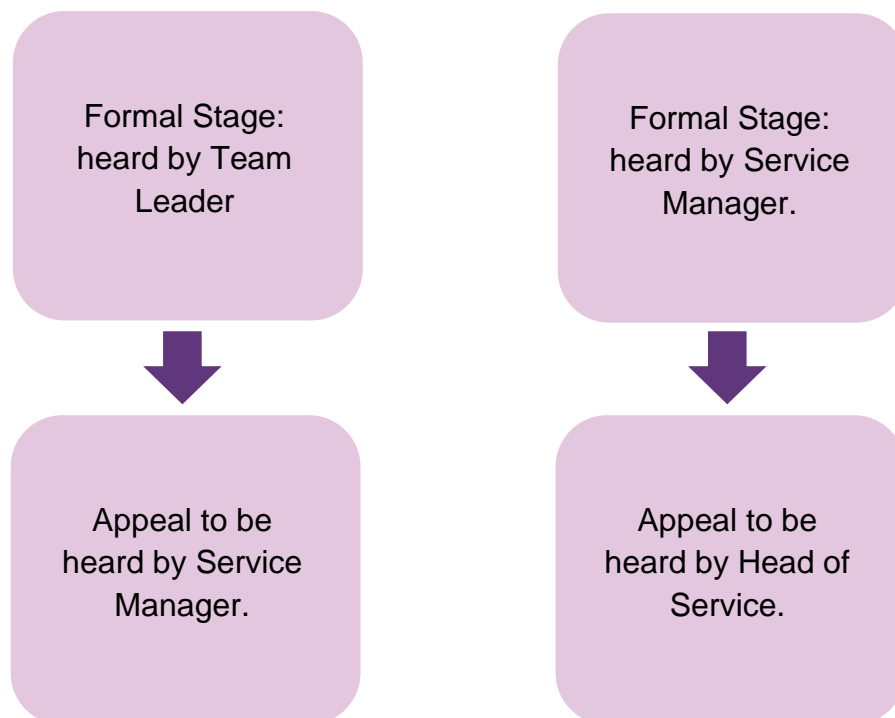 Formal Stage:
heard by Team
Leader
Appeal to be
heard by Service
Manager.
Formal Stage:
heard by Service
Manager.
Appeal to be
heard by Head of
Service.